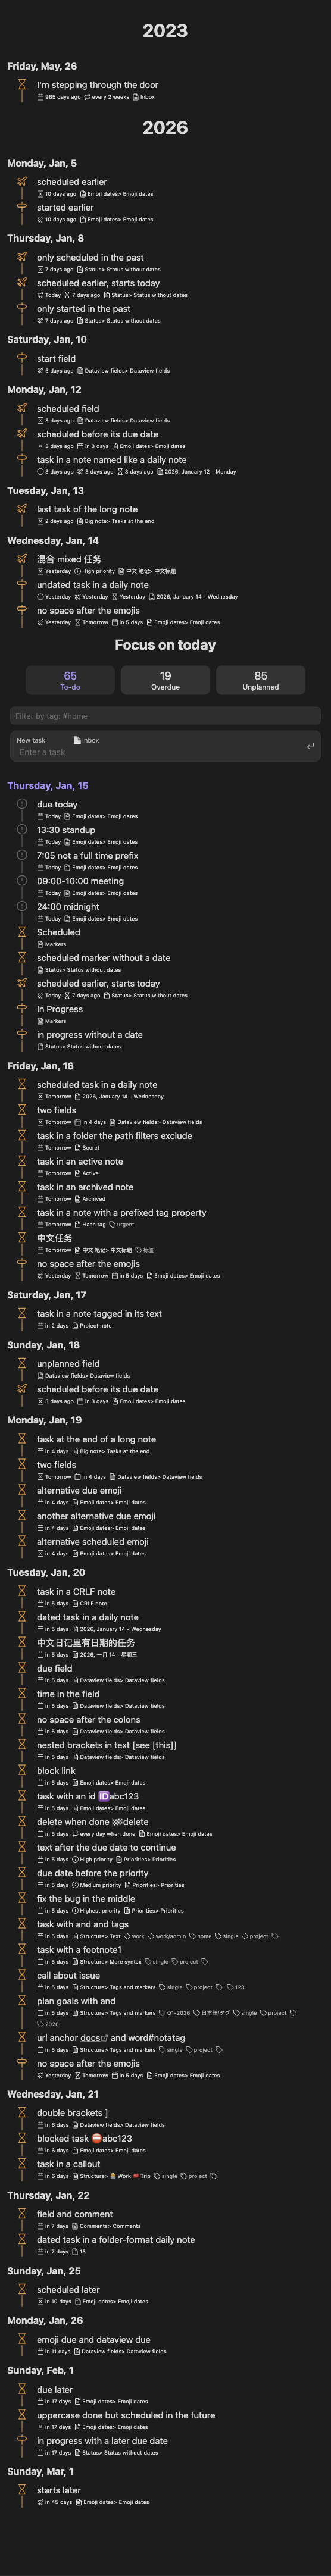 2023
Friday, May, 26
I'm stepping through the door
965 days ago every 2 weeks Inbox
2026
Monday, Jan, 5
scheduled earlier
10 days ago Emoji dates> Emoji dates
started earlier
10 days ago Emoji dates> Emoji dates
Thursday, Jan, 8
only scheduled in the past
7 days ago Status> Status without dates
scheduled earlier, starts today
Today 7 days ago Status> Status without dates
only started in the past
7 days ago Status> Status without dates
Saturday, Jan, 10
start field
5 days ago Dataview fields> Dataview fields
Monday, Jan, 12
scheduled field
3 days ago Dataview fields> Dataview fields
scheduled before its due date
3 days ago in 3 days Emoji dates> Emoji dates
task in a note named like a daily note
3 days ago 3 days ago 3 days ago 2026, January 12 - Monday
Tuesday, Jan, 13
last task of the long note
2 days ago Big note> Tasks at the end
Wednesday, Jan, 14
混合 mixed 任务
Yesterday High priority 中文 笔记> 中文标题
undated task in a daily note
Yesterday Yesterday Yesterday 2026, January 14 - Wednesday
no space after the emojis
Yesterday Tomorrow in 5 days Emoji dates> Emoji dates
Focus on today
65 19 85
To-do Overdue Unplanned
Filter by tag: #home
New task Inbox
Enter a task
Thursday, Jan, 15
due today
Today Emoji dates> Emoji dates
13:30 standup
Today Emoji dates> Emoji dates
7:05 not a full time prefix
Today Emoji dates> Emoji dates
09:00-10:00 meeting
Today Emoji dates> Emoji dates
24:00 midnight
Today Emoji dates> Emoji dates
Scheduled
Markers
scheduled marker without a date
Status> Status without dates
scheduled earlier, starts today
Today 7 days ago Status> Status without dates
In Progress
Markers
in progress without a date
Status> Status without dates
Friday, Jan, 16
scheduled task in a daily note
Tomorrow 2026, January 14 - Wednesday
two fields
Tomorrow in 4 days Dataview fields> Dataview fields
task in a folder the path filters exclude
Tomorrow Secret
task in an active note
Tomorrow Active
task in an archived note
Tomorrow Archived
task in a note with a prefixed tag property
Tomorrow Hash tag urgent
中文任务
Tomorrow 中文 笔记> 中文标题 标签
no space after the emojis
Yesterday Tomorrow in 5 days Emoji dates> Emoji dates
Saturday, Jan, 17
task in a note tagged in its text
in 2 days Project note
Sunday, Jan, 18
unplanned field
Dataview fields> Dataview fields
scheduled before its due date
3 days ago in 3 days Emoji dates> Emoji dates
Monday, Jan, 19
task at the end of a long note
in 4 days Big note> Tasks at the end
two fields
Tomorrow in 4 days Dataview fields> Dataview fields
alternative due emoji
in 4 days Emoji dates> Emoji dates
another alternative due emoji
in 4 days Emoji dates> Emoji dates
alternative scheduled emoji
in 4 days Emoji dates> Emoji dates
Tuesday, Jan, 20
task in a CRLF note
in 5 days CRLF note
dated task in a daily note
in 5 days 2026, January 14 - Wednesday
中文日记里有日期的任务
in 5 days 2026, 一月 14 - 星期三
due field
in 5 days Dataview fields> Dataview fields
time in the field
in 5 days Dataview fields> Dataview fields
no space after the colons
in 5 days Dataview fields> Dataview fields
nested brackets in text [see [this]]
in 5 days Dataview fields> Dataview fields
block link
in 5 days Emoji dates> Emoji dates
task with an id 🆔abc123
in 5 days Emoji dates> Emoji dates
delete when done 🏁delete
in 5 days every day when done Emoji dates> Emoji dates
text after the due date to continue
in 5 days High priority Priorities> Priorities
due date before the priority
in 5 days Medium priority Priorities> Priorities
fix the bug in the middle
in 5 days Highest priority Priorities> Priorities
task with and and tags
in 5 days Structure> Text work work/admin home single project
task with a footnote1
in 5 days Structure> More syntax single project
call about issue
in 5 days Structure> Tags and markers single project 123
plan goals with and
in 5 days Structure> Tags and markers Q1-2026 日本語/タグ single project
2026
url anchor docs and word#notatag
in 5 days Structure> Tags and markers single project
no space after the emojis
Yesterday Tomorrow in 5 days Emoji dates> Emoji dates
Wednesday, Jan, 21
double brackets ]
in 6 days Dataview fields> Dataview fields
blocked task ⛔abc123
in 6 days Emoji dates> Emoji dates
task in a callout
in 6 days Structure> Work Trip single project
Thursday, Jan, 22
field and comment
in 7 days Comments> Comments
dated task in a folder-format daily note
in 7 days 13
Sunday, Jan, 25
scheduled later
in 10 days Emoji dates> Emoji dates
Monday, Jan, 26
emoji due and dataview due
in 11 days Dataview fields> Dataview fields
Sunday, Feb, 1
due later
in 17 days Emoji dates> Emoji dates
uppercase done but scheduled in the future
in 17 days Emoji dates> Emoji dates
in progress with a later due date
in 17 days Status> Status without dates
Sunday, Mar, 1
starts later
in 45 days Emoji dates> Emoji dates